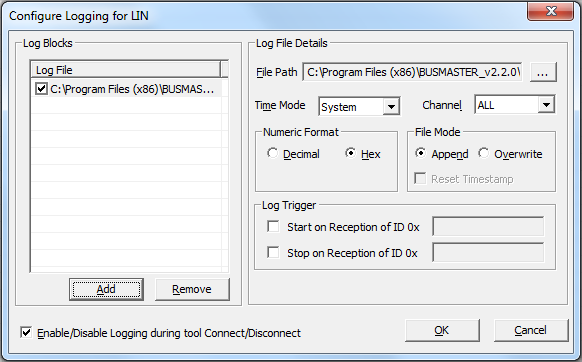 Configure Logging for LIN
Log Blocks
Log File
C:\Program Files (x86)\BUSMAS...
Add
Remove
Log File Details
File Path
C:\Program Files (x86)\BUSMASTER_v2.2.0\
...
Time Mode
System
Channel
ALL
Numeric Format
Decimal
Hex
File Mode
Append
Overwrite
Reset Timestamp
Log Trigger
Start on Reception of ID 0x
Stop on Reception of ID 0x
Enable/Disable Logging during tool Connect/Disconnect
OK
Cancel